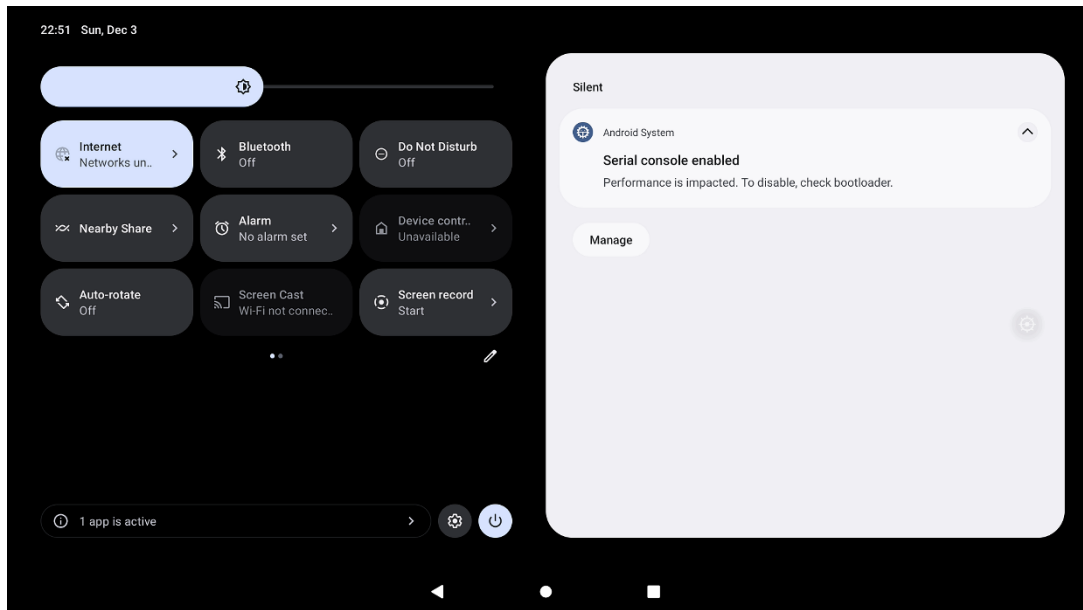 22:51 Sun, Dec 3
Internet
Networks un..
Bluetooth
Off
Do Not Disturb
Off
Nearby Share
Alarm
No alarm set
Device contr..
Unavailable
Auto-rotate
Off
Screen Cast
Wi-Fi not connec..
Screen record
Start
1 app is active
Silent
Android System
Serial console enabled
Performance is impacted. To disable, check bootloader.
Manage